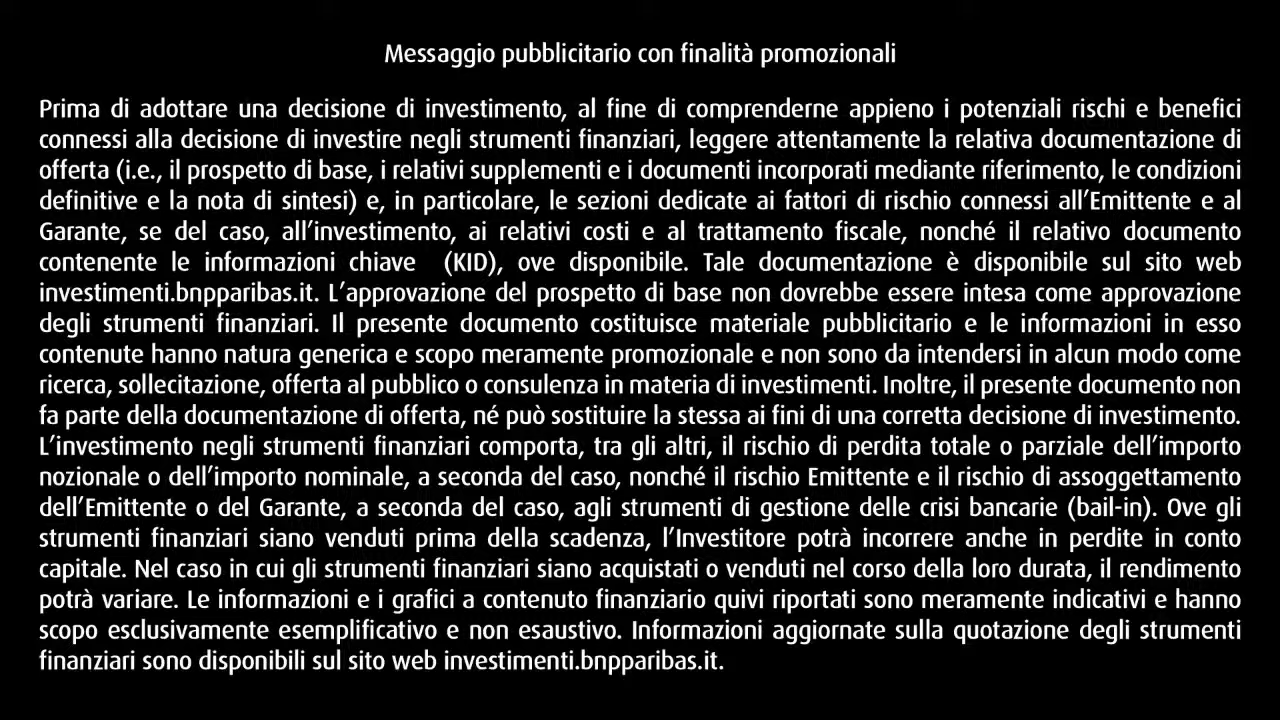 Messaggio pubblicitario con finalità promozionali
Prima di adottare una decisione di investimento, al fine di comprenderne appieno i potenziali rischi e benefici
connessi alla decisione di investire negli strumenti finanziari, leggere attentamente la relativa documentazione di
offerta (i.e., il prospetto di base, i relativi supplementi e i documenti incorporati mediante riferimento, le condizioni
definitive e la nota di sintesi) e, in particolare, le sezioni dedicate ai fattori di rischio connessi all’Emittente e al
Garante, se del caso, all’investimento, ai relativi costi e al trattamento fiscale, nonché il relativo documento
contenente le informazioni chiave (KID), ove disponibile. Tale documentazione è disponibile sul sito web
investimenti.bnpparibas.it. L’approvazione del prospetto di base non dovrebbe essere intesa come approvazione
degli strumenti finanziari. Il presente documento costituisce materiale pubblicitario e le informazioni in esso
contenute hanno natura generica e scopo meramente promozionale e non sono da intendersi in alcun modo come
ricerca, sollecitazione, offerta al pubblico o consulenza in materia di investimenti. Inoltre, il presente documento non
fa parte della documentazione di offerta, né può sostituire la stessa ai fini di una corretta decisione di investimento.
L’investimento negli strumenti finanziari comporta, tra gli altri, il rischio di perdita totale o parziale dell’importo
nozionale o dell’importo nominale, a seconda del caso, nonché il rischio Emittente e il rischio di assoggettamento
dell’Emittente o del Garante, a seconda del caso, agli strumenti di gestione delle crisi bancarie (bail-in). Ove gli
strumenti finanziari siano venduti prima della scadenza, l’Investitore potrà incorrere anche in perdite in conto
capitale. Nel caso in cui gli strumenti finanziari siano acquistati o venduti nel corso della loro durata, il rendimento
potrà variare. Le informazioni e i grafici a contenuto finanziario quivi riportati sono meramente indicativi e hanno
scopo esclusivamente esemplificativo e non esaustivo. Informazioni aggiornate sulla quotazione degli strumenti
finanziari sono disponibili sul sito web investimenti.bnpparibas.it.